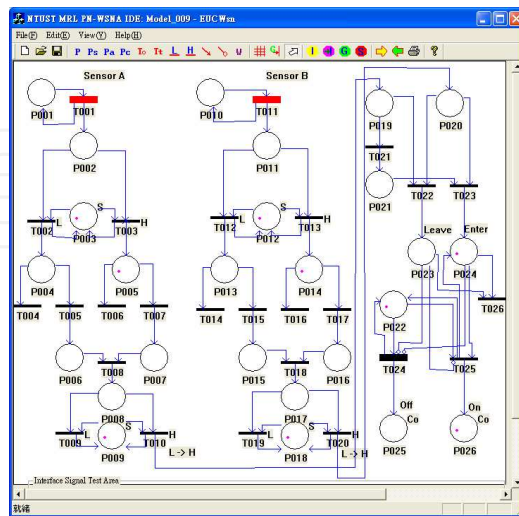 NTUST MRL PN-WSNA IDE: Model_009 - EUCWsn
File(F) Edit(E) View(Y) Help(H)
P Ps Pa Pc To Tt L H
I G S ?
Sensor A Sensor B
P001 T001 P010 T011 P019 P020
P002 P011 T021
P021 T022 T023
T002 L P003 S T003 H T012 L P012 S T013 H
Leave Enter
P004 P005 P013 P014 P023 P024
T004 T005 T006 T007 T014 T015 T016 T017 T026
P022
P006 T008 P007 P015 T018 P016 T024 T025
P008 P017
Off On
T009 L P009 S T010 H T019 L P018 S T020 H
Co Co
L -> H L -> H
P025 P026
Interface Signal Test Area
就緒